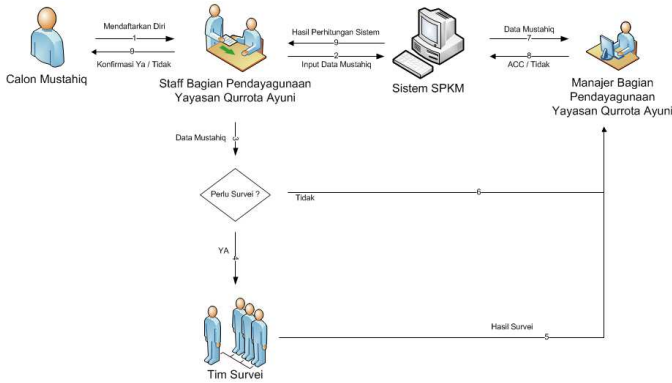 Mendaftarkan Diri
1
9
Konfirmasi Ya / Tidak
Calon Mustahiq
Staff Bagian Pendayagunaan
Yayasan Qurrota Ayuni
Hasil Perhitungan Sistem
9
2
Input Data Mustahiq
Sistem SPKM
Data Mustahiq
7
8
ACC / Tidak
Manajer Bagian
Pendayagunaan
Yayasan Qurrota Ayuni
Data Mustahiq
3
Perlu Survei ?
Tidak
6
YA
4
Tim Survei
Hasil Survei
5